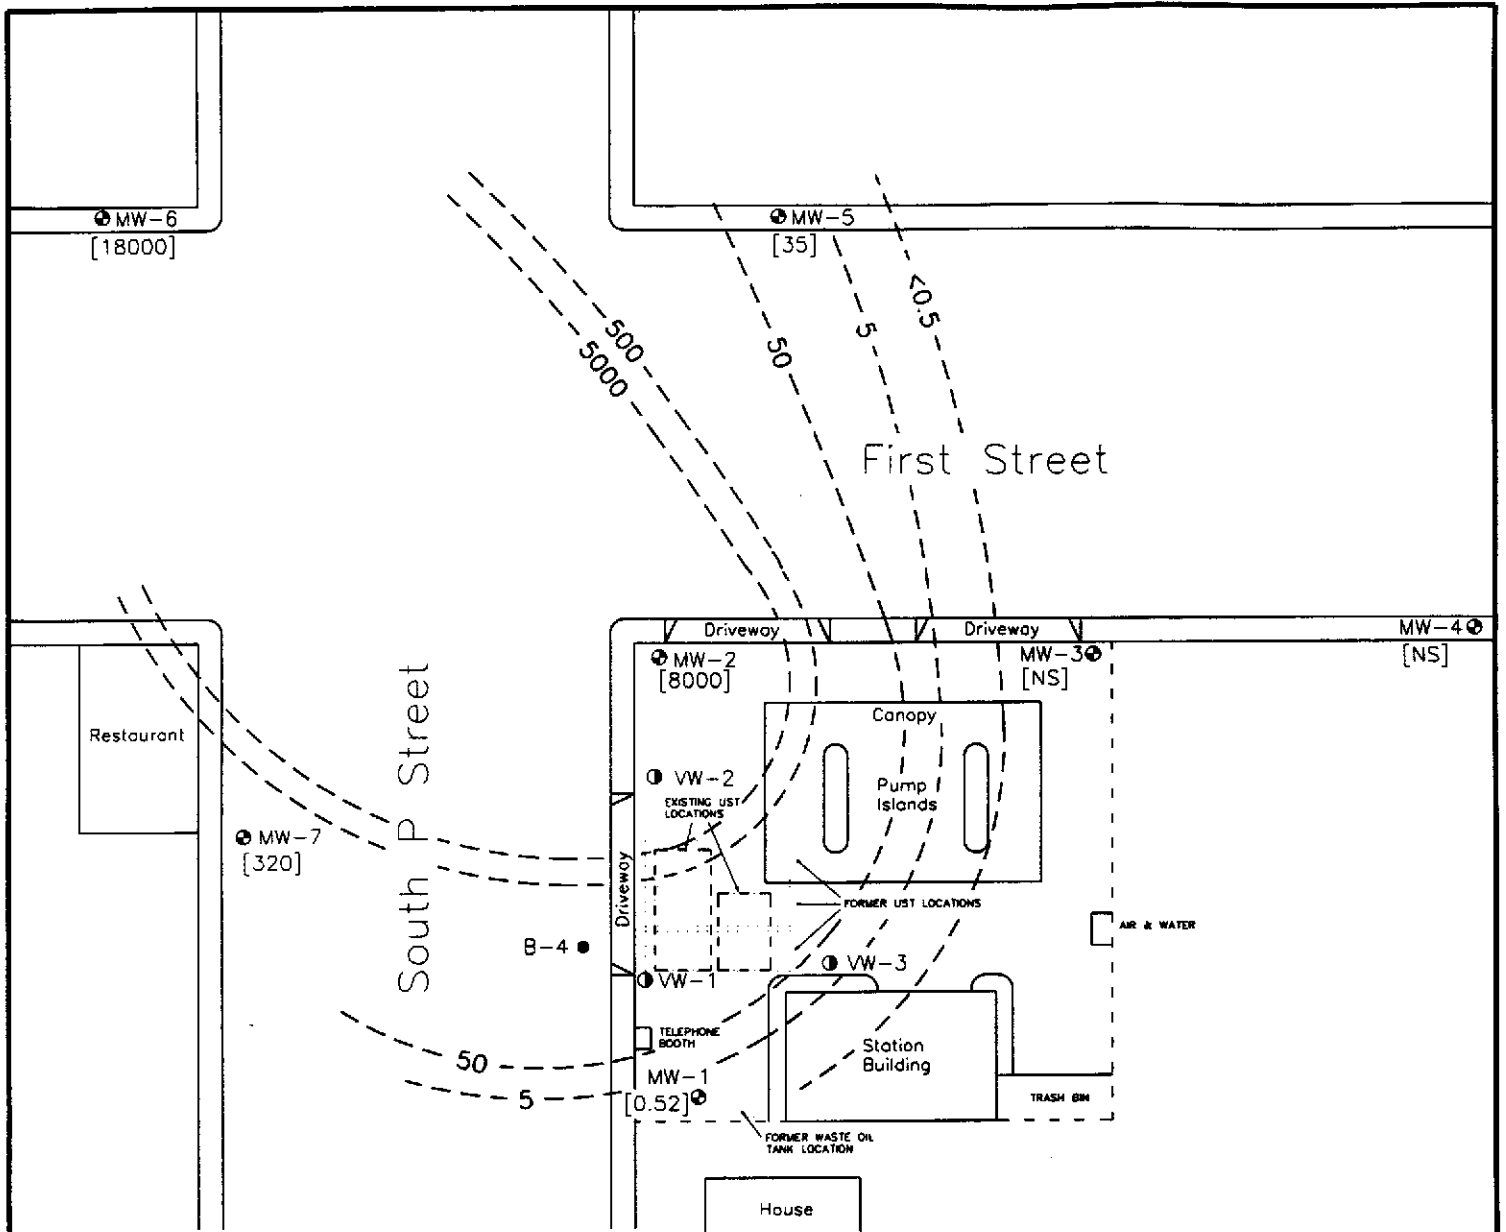 MW-6
[18000]
MW-5
[35]
<0.5
5
50
500
5000
First Street
Driveway
Driveway
MW-4
[NS]
MW-2
[8000]
MW-3
[NS]
Restaurant
South P Street
Canopy
Pump
Islands
VW-2
EXISTING UST
LOCATIONS
MW-7
[320]
Driveway
FORMER UST LOCATIONS
AIR & WATER
B-4
VW-3
VW-1
TELEPHONE
BOOTH
Station
Building
50
5
MW-1
[0.52]
TRASH BIN
FORMER WASTE OIL
TANK LOCATION
House